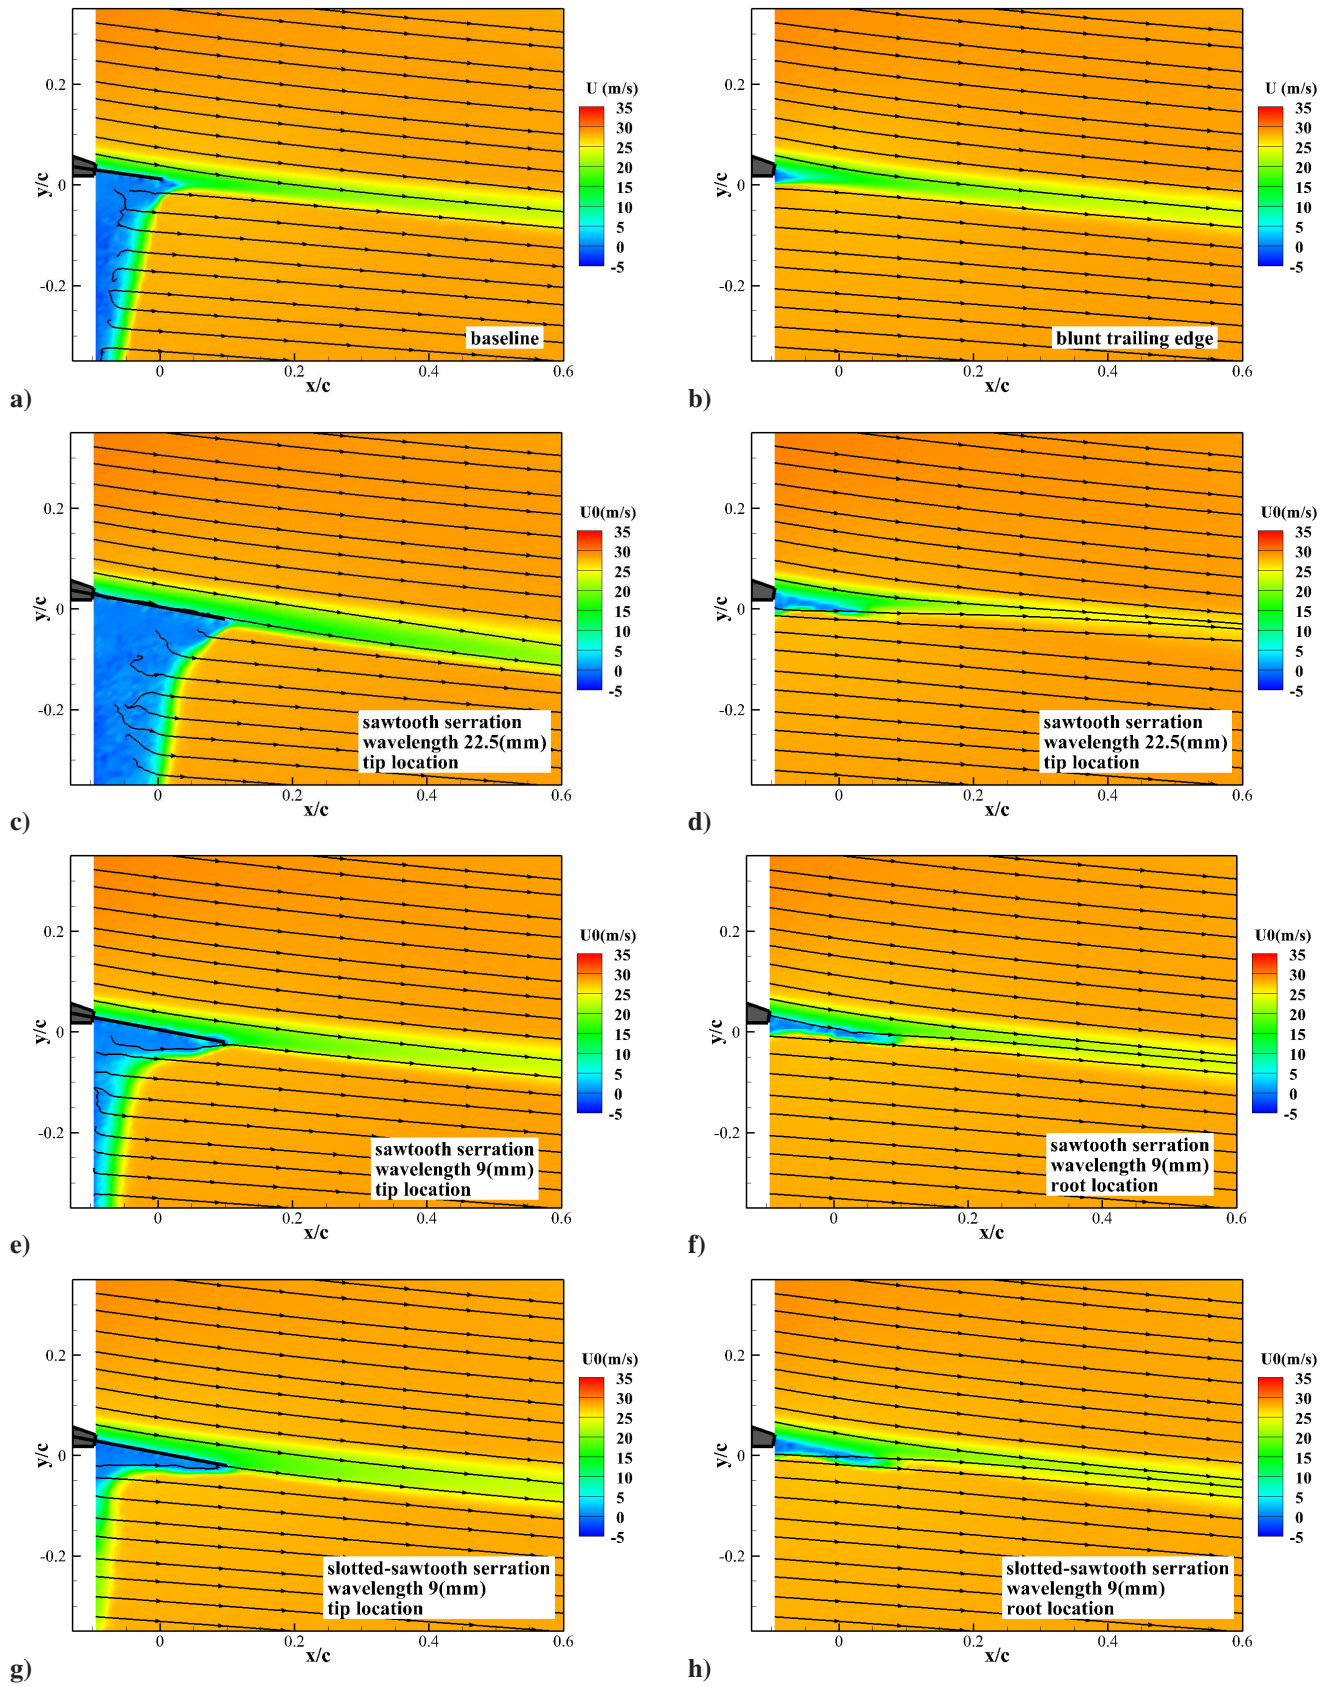 0.2
0
-0.2
y/c
0
0.2
0.4
0.6
x/c
U (m/s)
35
30
25
20
15
10
5
0
-5
baseline
a)
0.2
0
-0.2
y/c
0
0.2
0.4
0.6
x/c
U (m/s)
35
30
25
20
15
10
5
0
-5
blunt trailing edge
b)
0.2
0
-0.2
y/c
0
0.2
0.4
0.6
x/c
U0(m/s)
35
30
25
20
15
10
5
0
-5
sawtooth serration
wavelength 22.5(mm)
tip location
c)
0.2
0
-0.2
y/c
0
0.2
0.4
0.6
x/c
U0(m/s)
35
30
25
20
15
10
5
0
-5
sawtooth serration
wavelength 22.5(mm)
tip location
d)
0.2
0
-0.2
y/c
0
0.2
0.4
0.6
x/c
U0(m/s)
35
30
25
20
15
10
5
0
-5
sawtooth serration
wavelength 9(mm)
tip location
e)
0.2
0
-0.2
y/c
0
0.2
0.4
0.6
x/c
U0(m/s)
35
30
25
20
15
10
5
0
-5
sawtooth serration
wavelength 9(mm)
root location
f)
0.2
0
-0.2
y/c
0
0.2
0.4
0.6
x/c
U0(m/s)
35
30
25
20
15
10
5
0
-5
slotted-sawtooth serration
wavelength 9(mm)
tip location
g)
0.2
0
-0.2
y/c
0
0.2
0.4
0.6
x/c
U0(m/s)
35
30
25
20
15
10
5
0
-5
slotted-sawtooth serration
wavelength 9(mm)
root location
h)